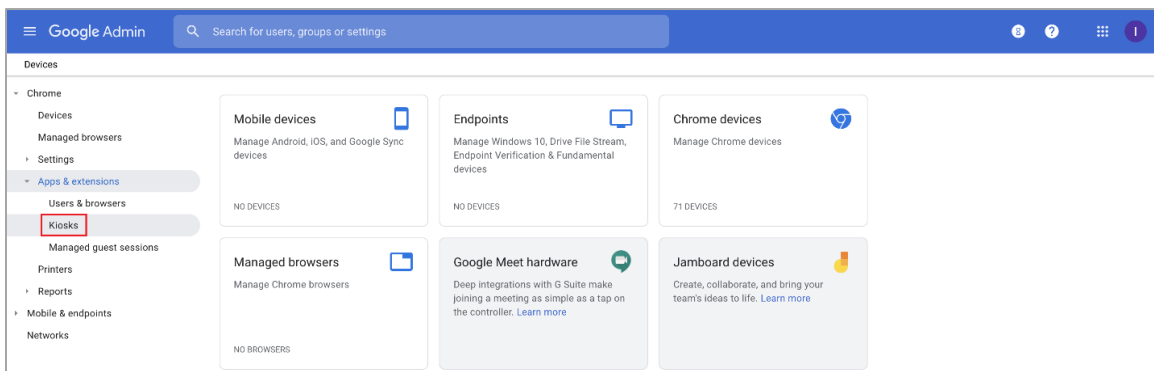 Google Admin
Search for users, groups or settings
8
?
I
Devices
Chrome
Devices
Managed browsers
Settings
Apps & extensions
Users & browsers
Kiosks
Managed guest sessions
Printers
Reports
Mobile & endpoints
Networks
Mobile devices
Manage Android, iOS, and Google Sync
devices
NO DEVICES
Endpoints
Manage Windows 10, Drive File Stream,
Endpoint Verification & Fundamental
devices
NO DEVICES
Chrome devices
Manage Chrome devices
71 DEVICES
Managed browsers
Manage Chrome browsers
NO BROWSERS
Google Meet hardware
Deep integrations with G Suite make
joining a meeting as simple as a tap on
the controller. Learn more
Jamboard devices
Create, collaborate, and bring your
team's ideas to life. Learn more